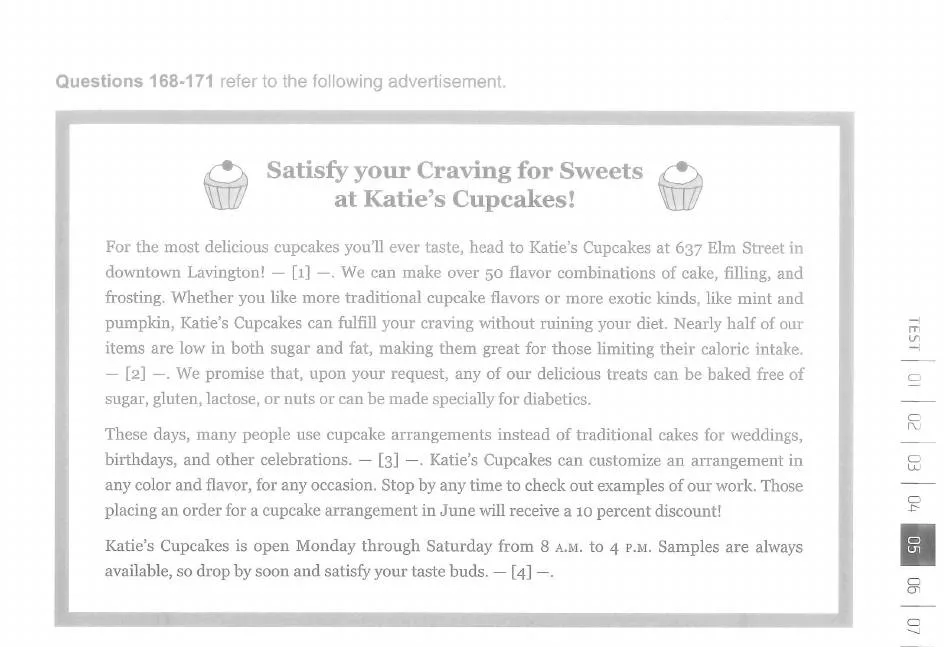 Questions 168-171 refer to the following advertisement.
Satisfy your Craving for Sweets
at Katie's Cupcakes!
For the most delicious cupcakes you'll ever taste, head to Katie's Cupcakes at 637 Elm Street in
downtown Lavington! — [1] —. We can make over 50 flavor combinations of cake, filling, and
frosting. Whether you like more traditional cupcake flavors or more exotic kinds, like mint and
pumpkin, Katie's Cupcakes can fulfill your craving without ruining your diet. Nearly half of our
items are low in both sugar and fat, making them great for those limiting their caloric intake.
— [2] —. We promise that, upon your request, any of our delicious treats can be baked free of
sugar, gluten, lactose, or nuts or can be made specially for diabetics.
These days, many people use cupcake arrangements instead of traditional cakes for weddings,
birthdays, and other celebrations. — [3] —. Katie's Cupcakes can customize an arrangement in
any color and flavor, for any occasion. Stop by any time to check out examples of our work. Those
placing an order for a cupcake arrangement in June will receive a 10 percent discount!
Katie's Cupcakes is open Monday through Saturday from 8 A.M. to 4 P.M. Samples are always
available, so drop by soon and satisfy your taste buds. — [4] —.
TEST
01
02
03
04
05
06
07